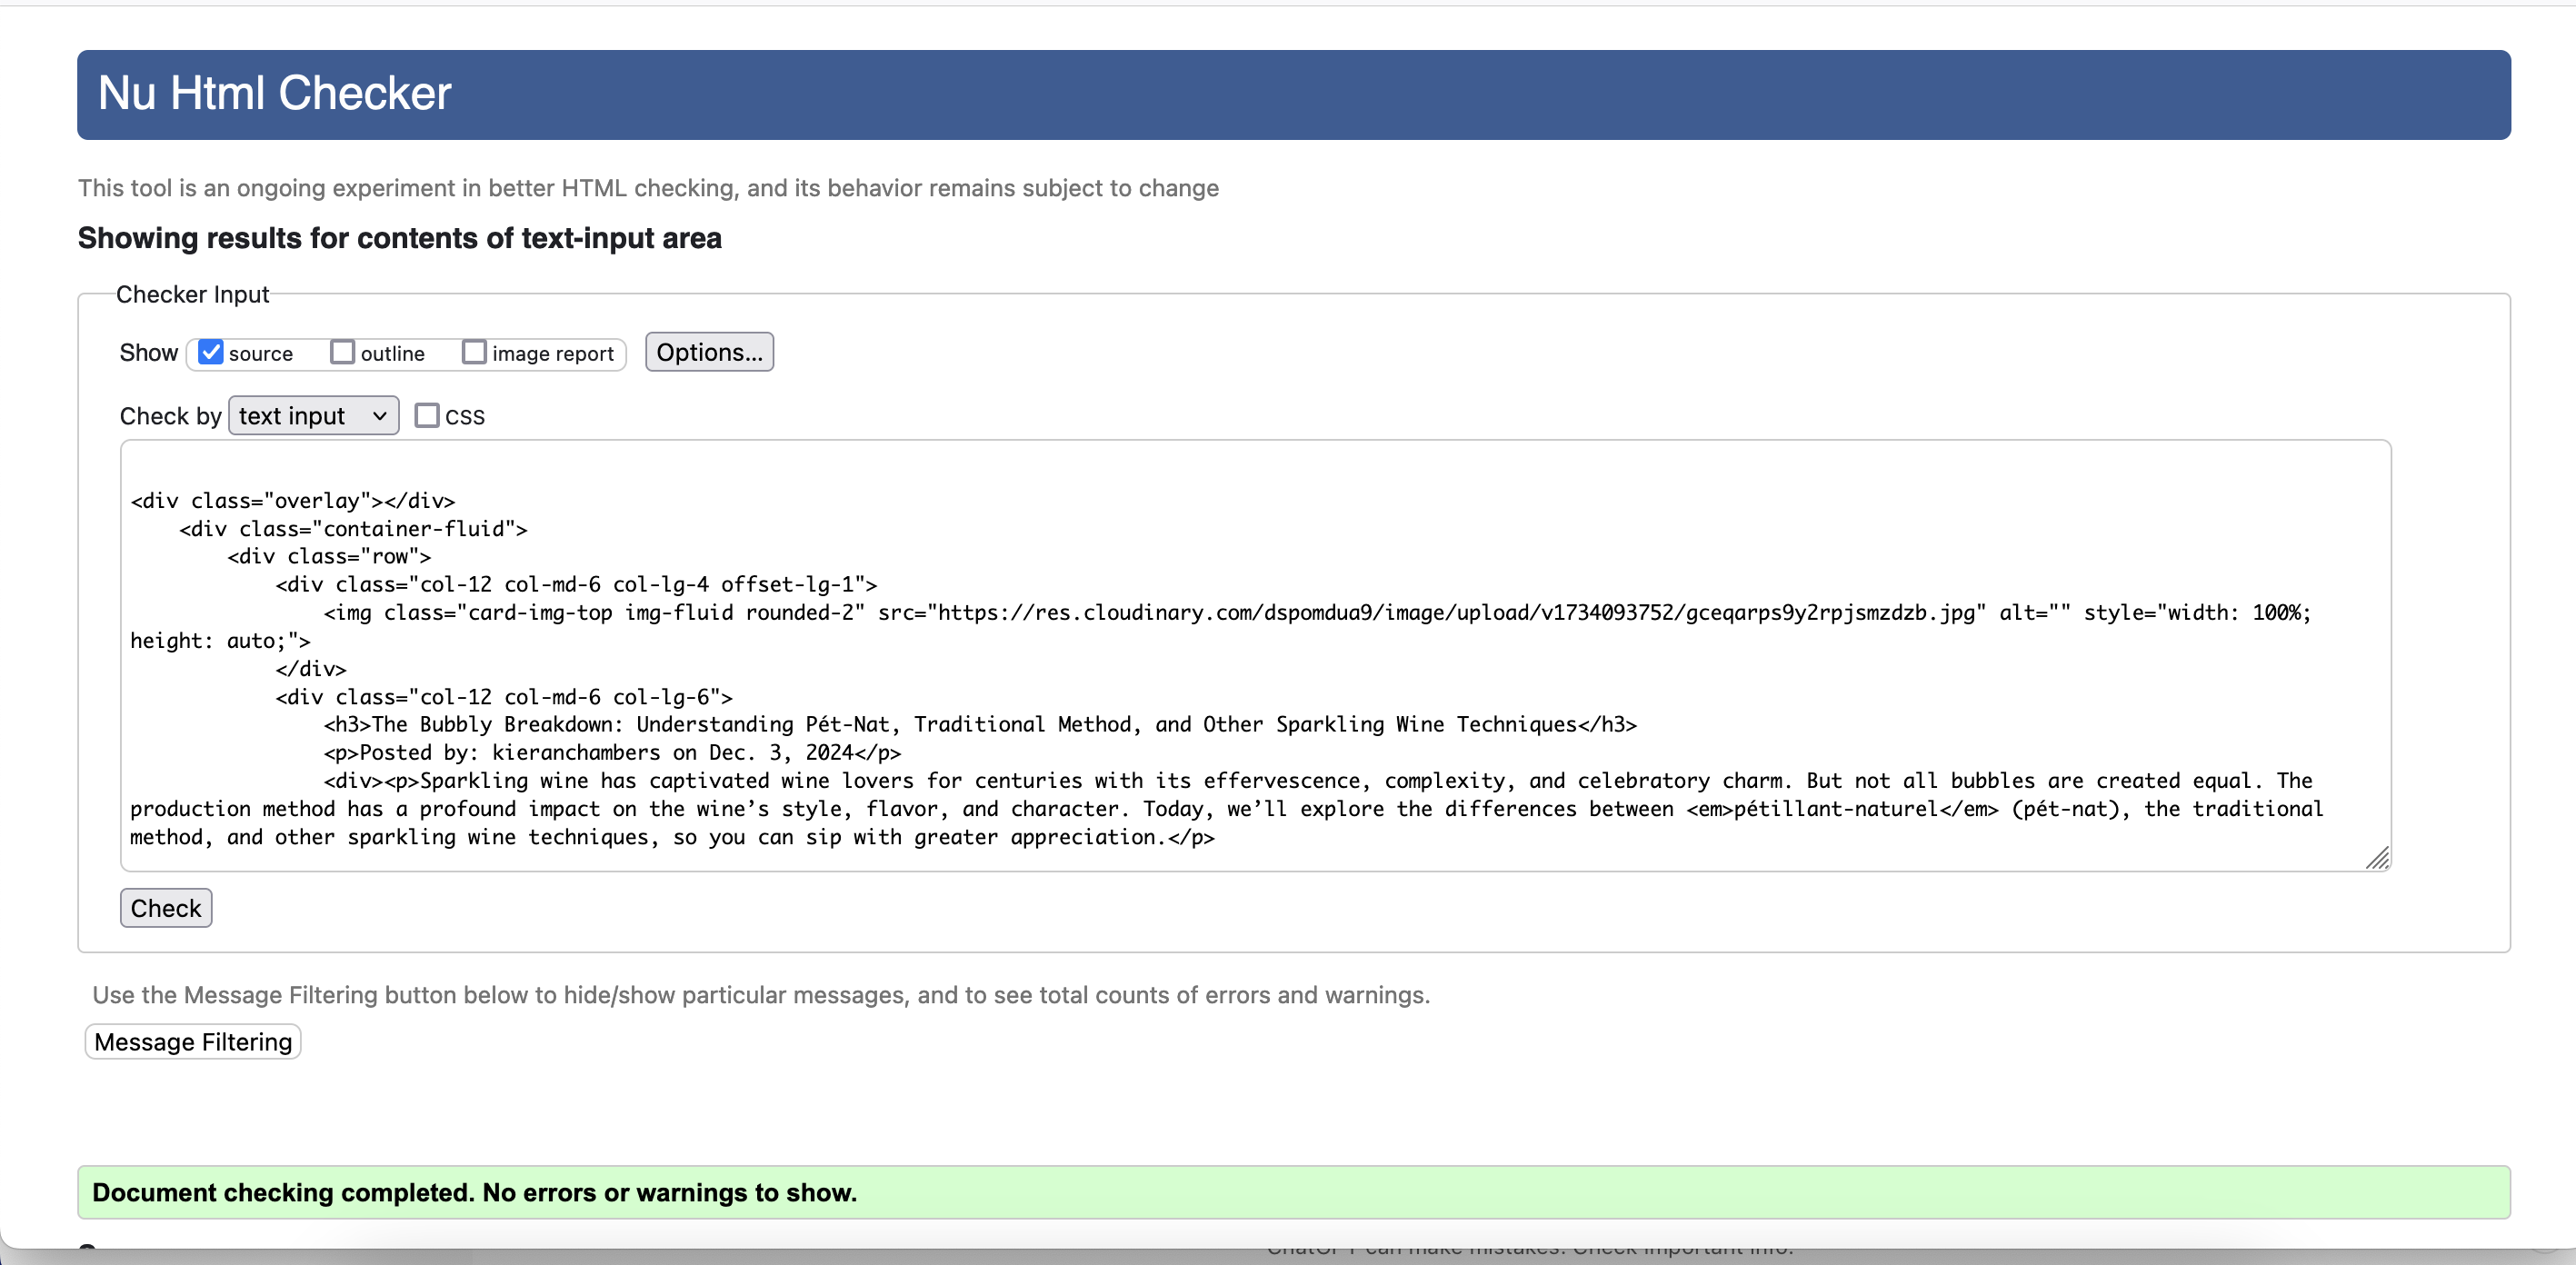 Nu Html Checker
This tool is an ongoing experiment in better HTML checking, and its behavior remains subject to change
Showing results for contents of text-input area
Checker Input
Show source outline image report Options...
Check by text input CSS
<div class="overlay"></div>
<div class="container-fluid">
<div class="row">
<div class="col-12 col-md-6 col-lg-4 offset-lg-1">
<img class="card-img-top img-fluid rounded-2" src="https://res.cloudinary.com/dspomdua9/image/upload/v1734093752/gceqarps9y2rpjsmzdzb.jpg" alt="" style="width: 100%;
height: auto;">
</div>
<div class="col-12 col-md-6 col-lg-6">
<h3>The Bubbly Breakdown: Understanding Pét-Nat, Traditional Method, and Other Sparkling Wine Techniques</h3>
<p>Posted by: kieranchambers on Dec. 3, 2024</p>
<div><p>Sparkling wine has captivated wine lovers for centuries with its effervescence, complexity, and celebratory charm. But not all bubbles are created equal. The
production method has a profound impact on the wine’s style, flavor, and character. Today, we’ll explore the differences between <em>pétillant-naturel</em> (pét-nat), the traditional
method, and other sparkling wine techniques, so you can sip with greater appreciation.</p>
Check
Use the Message Filtering button below to hide/show particular messages, and to see total counts of errors and warnings.
Message Filtering
Document checking completed. No errors or warnings to show.
ChatGPT can make mistakes. Check important info.